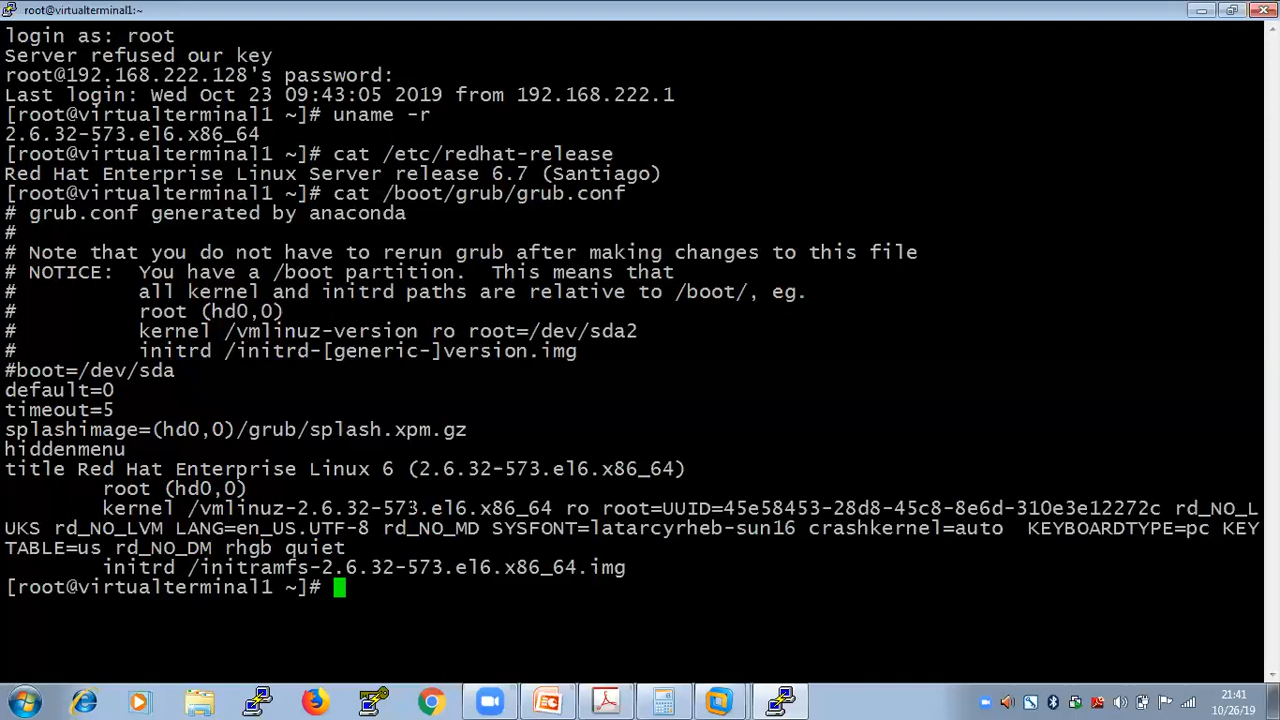 root@virtualterminal1:~
login as: root
Server refused our key
root@192.168.222.128's password:
Last login: Wed Oct 23 09:43:05 2019 from 192.168.222.1
[root@virtualterminal1 ~]# uname -r
2.6.32-573.el6.x86_64
[root@virtualterminal1 ~]# cat /etc/redhat-release
Red Hat Enterprise Linux Server release 6.7 (Santiago)
[root@virtualterminal1 ~]# cat /boot/grub/grub.conf
# grub.conf generated by anaconda
#
# Note that you do not have to rerun grub after making changes to this file
# NOTICE:  You have a /boot partition.  This means that
#          all kernel and initrd paths are relative to /boot/, eg.
#          root (hd0,0)
#          kernel /vmlinuz-version ro root=/dev/sda2
#          initrd /initrd-[generic-]version.img
#boot=/dev/sda
default=0
timeout=5
splashimage=(hd0,0)/grub/splash.xpm.gz
hiddenmenu
title Red Hat Enterprise Linux 6 (2.6.32-573.el6.x86_64)
        root (hd0,0)
        kernel /vmlinuz-2.6.32-573.el6.x86_64 ro root=UUID=45e58453-28d8-45c8-8e6d-310e3e12272c rd_NO_L
UKS rd_NO_LVM LANG=en_US.UTF-8 rd_NO_MD SYSFONT=latarcyrheb-sun16 crashkernel=auto  KEYBOARDTYPE=pc KEY
TABLE=us rd_NO_DM rhgb quiet
        initrd /initramfs-2.6.32-573.el6.x86_64.img
[root@virtualterminal1 ~]#
21:41
10/26/19